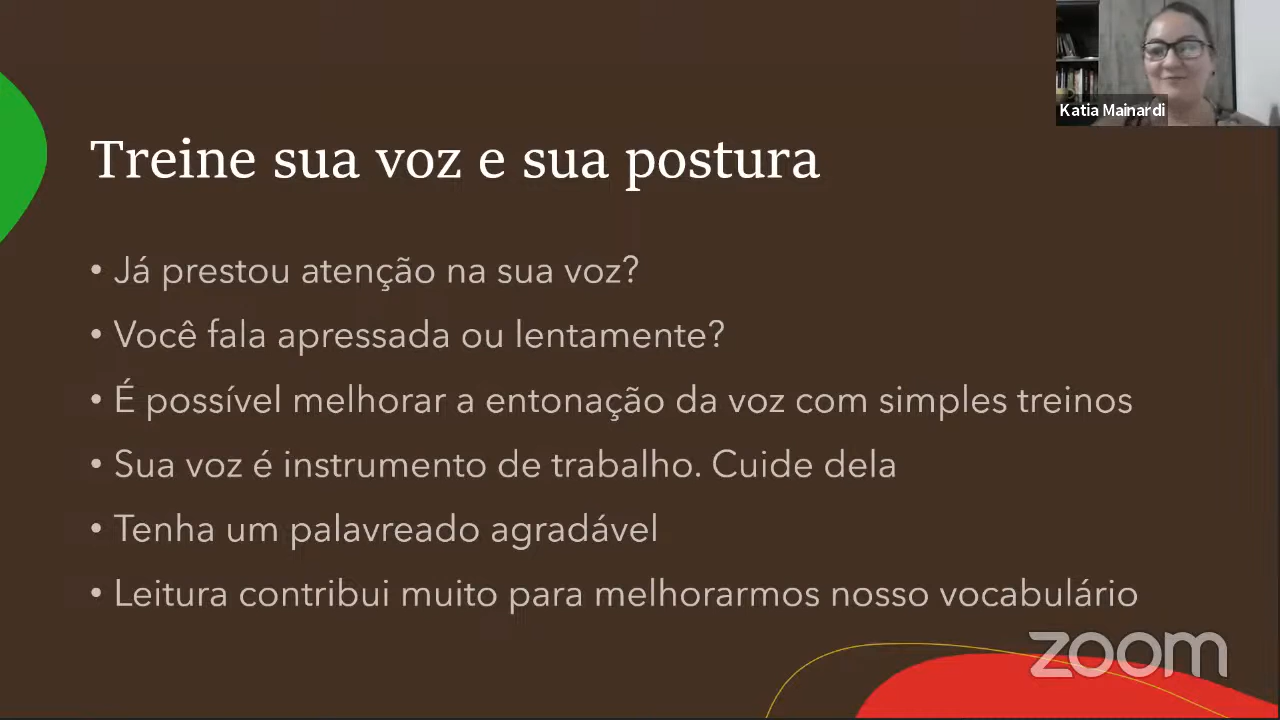 Katia Mainardi
Treine sua voz e sua postura
• Já prestou atenção na sua voz?
• Você fala apressada ou lentamente?
• É possível melhorar a entonação da voz com simples treinos
• Sua voz é instrumento de trabalho. Cuide dela
• Tenha um palavreado agradável
• Leitura contribui muito para melhorarmos nosso vocabulário
zoom